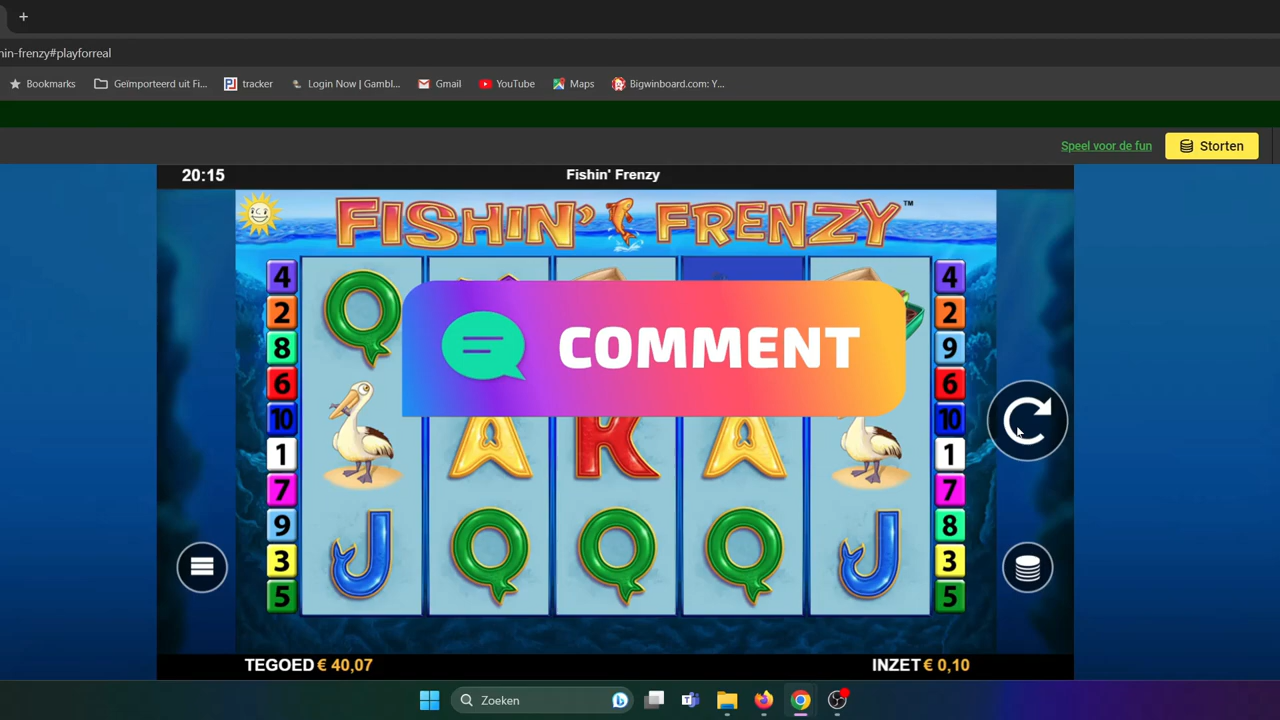 hin-frenzy#playforreal
Bookmarks
Geïmporteerd uit Fi...
tracker
Login Now | Gambl...
Gmail
YouTube
Maps
Bigwinboard.com: Y...
Speel voor de fun
Storten
20:15
Fishin' Frenzy
FISHIN' FRENZY™
4
2
8
6
10
1
7
9
3
5
4
2
9
6
10
1
7
8
3
5
Q
COMMENT
A K A
J Q Q Q J
TEGOED € 40,07
INZET € 0,10
Zoeken